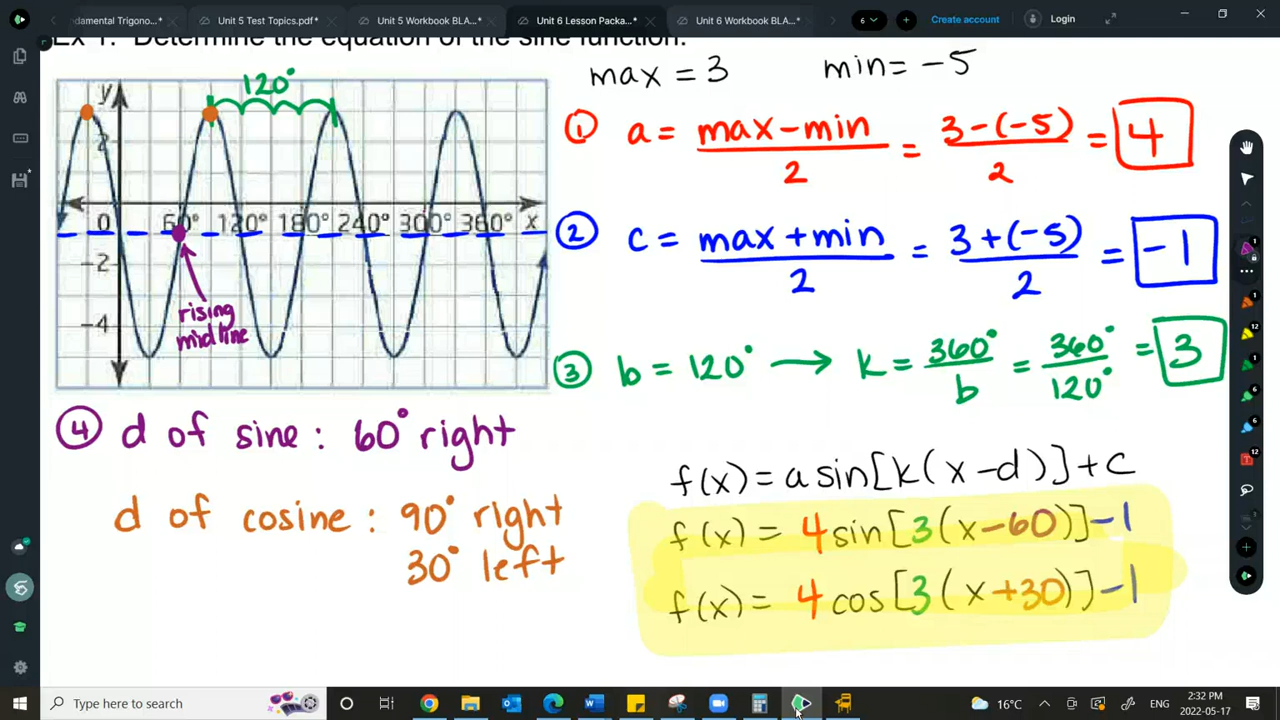 ndamental Trigono...*
Unit 5 Test Topics.pdf*
Unit 5 Workbook BLA...*
Unit 6 Lesson Packa...*
Unit 6 Workbook BLA...*
6
Create account
Login
Ex 1: Determine the equation of the sine function.
max = 3 min = -5
120°
y
2
0 60° 120° 180° 240° 300° 360° x
-2
-4
rising
midline
① a = max - min / 2 = 3-(-5) / 2 = 4
② c = max + min / 2 = 3+(-5) / 2 = -1
③ b = 120° → k = 360° / b = 360° / 120° = 3
④ d of sine : 60° right
d of cosine : 90° right
30° left
f(x) = a sin[k(x-d)] + c
f(x) = 4 sin[3(x-60)] -1
f(x) = 4 cos[3(x+30)] -1
Type here to search
16°C
ENG
2:32 PM
2022-05-17